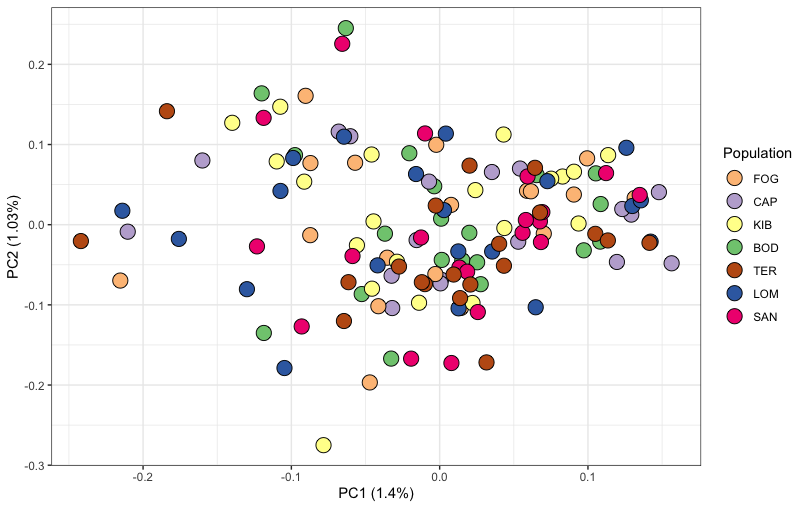 0.2
0.1
0.0
-0.1
-0.2
-0.3
PC2 (1.03%)
-0.2
-0.1
0.0
0.1
PC1 (1.4%)
Population
FOG
CAP
KIB
BOD
TER
LOM
SAN